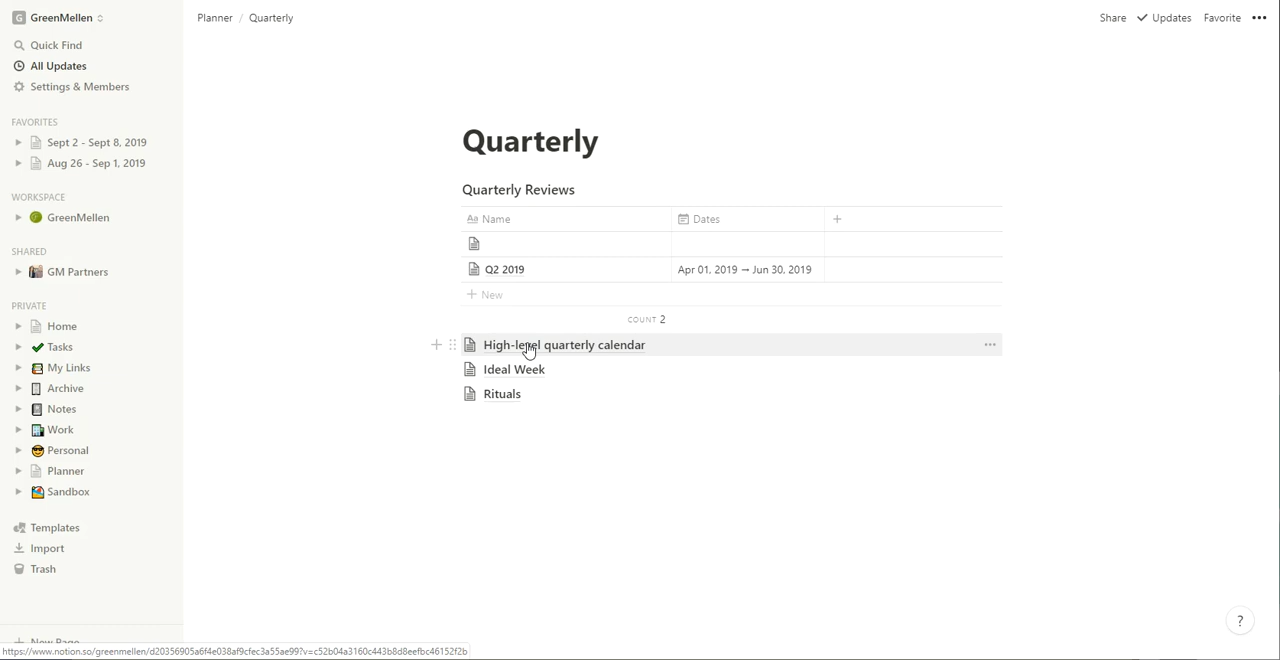 G GreenMellen
Planner / Quarterly
Share Updates Favorite
Quick Find
All Updates
Settings & Members
FAVORITES
Sept 2 - Sept 8, 2019
Aug 26 - Sep 1, 2019
WORKSPACE
GreenMellen
SHARED
GM Partners
PRIVATE
Home
Tasks
My Links
Archive
Notes
Work
Personal
Planner
Sandbox
Templates
Import
Trash
New Page
Quarterly
Quarterly Reviews
Aa Name Dates
Q2 2019 Apr 01, 2019 → Jun 30, 2019
New
COUNT 2
High-level quarterly calendar
Ideal Week
Rituals
?
https://www.notion.so/greenmellen/d20356905a6f4e038af9cfec3a55ae99?v=c52b04a3160c443b8d8eefbc46152f2b